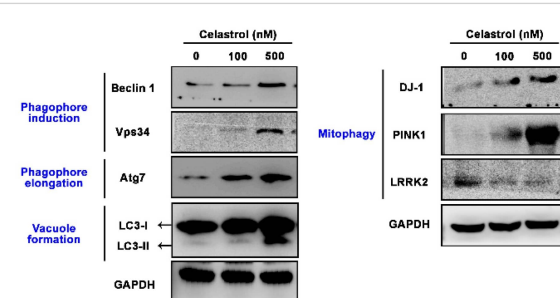 Celastrol (nM)
0 100 500
Phagophore
induction
Beclin 1
Vps34
Phagophore
elongation
Atg7
Vacuole
formation
LC3-I ←
LC3-II ←
GAPDH
Celastrol (nM)
0 100 500
Mitophagy
DJ-1
PINK1
LRRK2
GAPDH